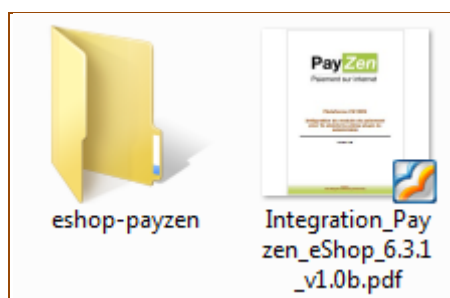 PayZen
Paiement sur internet
eshop-payzen
Integration_Pay
zen_eShop_6.3.1
_v1.0b.pdf